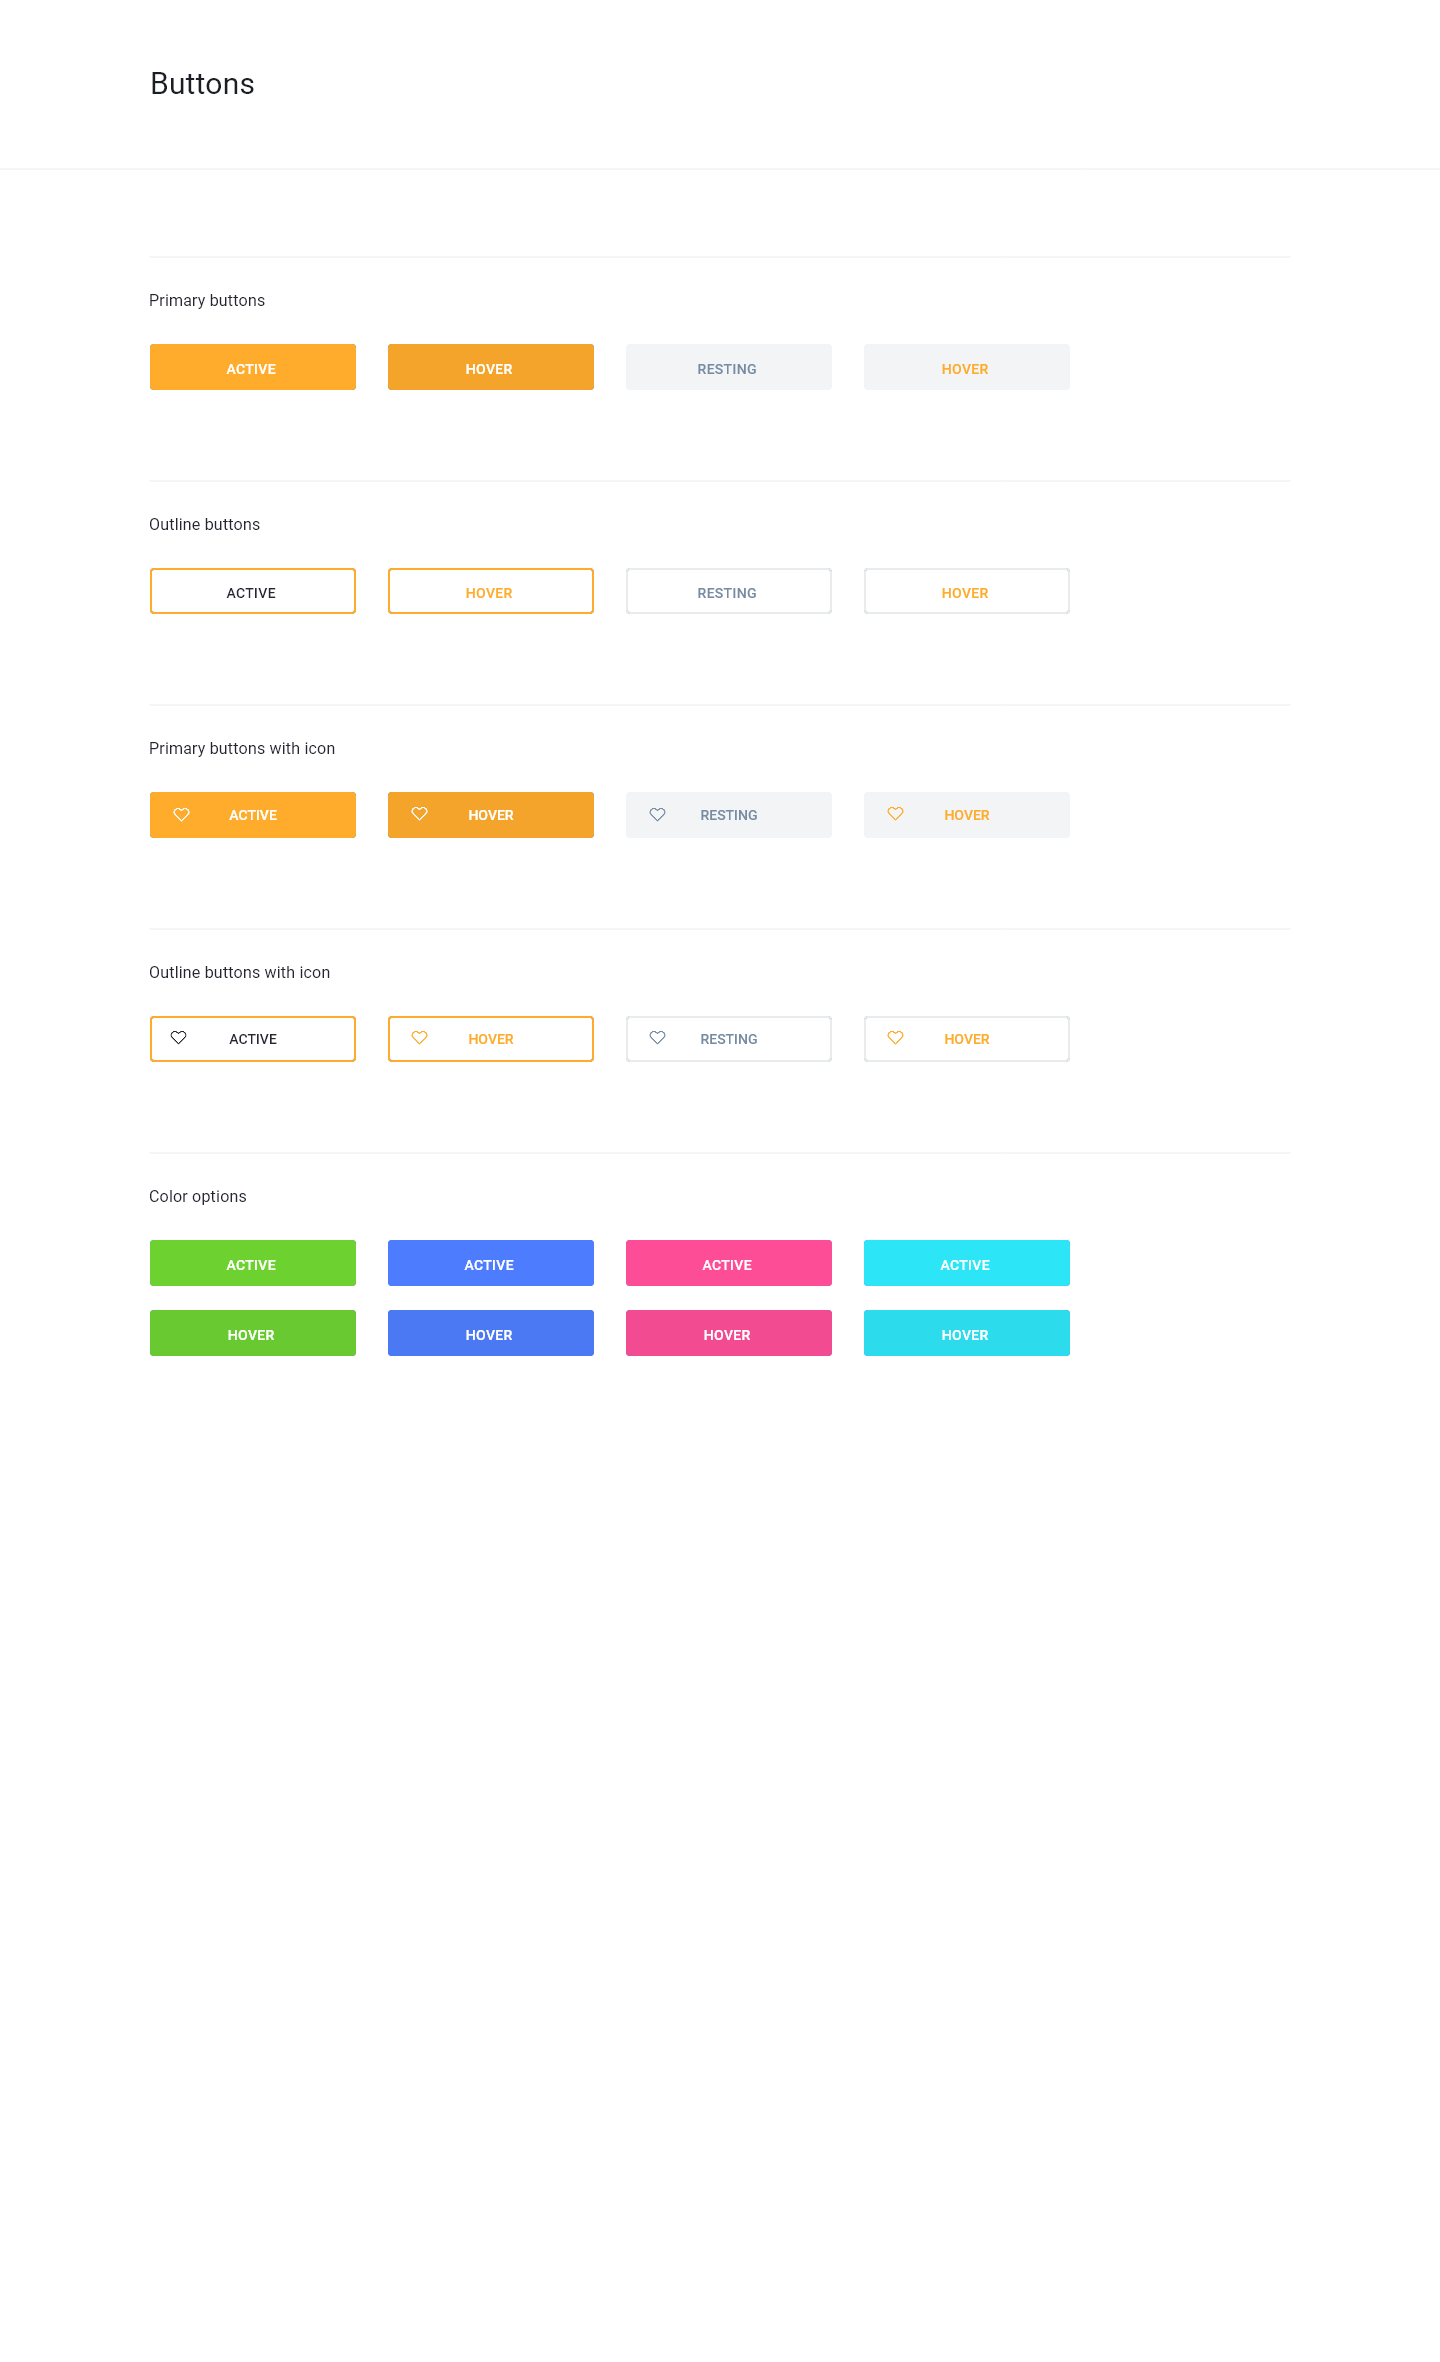 Buttons
Primary buttons
ACTIVE HOVER RESTING HOVER
Outline buttons
ACTIVE HOVER RESTING HOVER
Primary buttons with icon
ACTIVE HOVER RESTING HOVER
Outline buttons with icon
ACTIVE HOVER RESTING HOVER
Color options
ACTIVE ACTIVE ACTIVE ACTIVE
HOVER HOVER HOVER HOVER